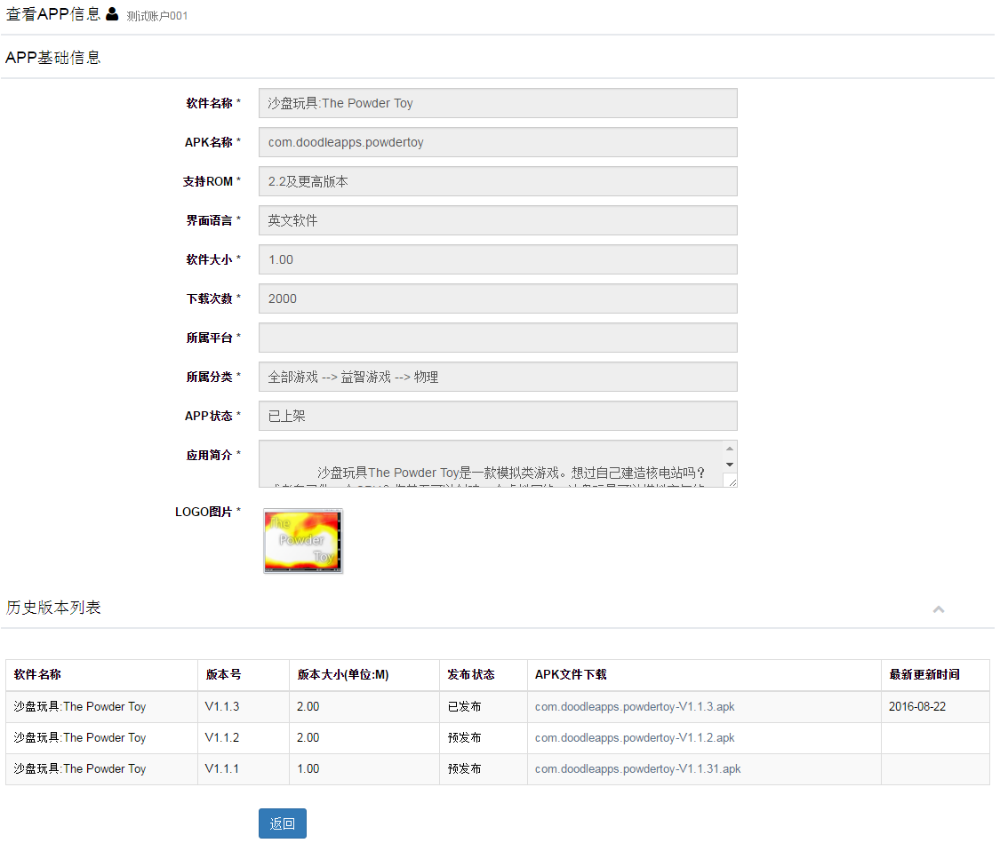 查看APP信息 测试账户001
APP基础信息
软件名称 * 沙盘玩具:The Powder Toy
APK名称 * com.doodleapps.powdertoy
支持ROM * 2.2及更高版本
界面语言 * 英文软件
软件大小 * 1.00
下载次数 * 2000
所属平台 *
所属分类 * 全部游戏 --> 益智游戏 --> 物理
APP状态 * 已上架
应用简介 * 沙盘玩具The Powder Toy是一款模拟类游戏。想过自己建造核电站吗？
LOGO图片 *
The
Powder
Toy
历史版本列表
软件名称 版本号 版本大小(单位:M) 发布状态 APK文件下载 最新更新时间
沙盘玩具:The Powder Toy V1.1.3 2.00 已发布 com.doodleapps.powdertoy-V1.1.3.apk 2016-08-22
沙盘玩具:The Powder Toy V1.1.2 2.00 预发布 com.doodleapps.powdertoy-V1.1.2.apk
沙盘玩具:The Powder Toy V1.1.1 1.00 预发布 com.doodleapps.powdertoy-V1.1.31.apk
返回